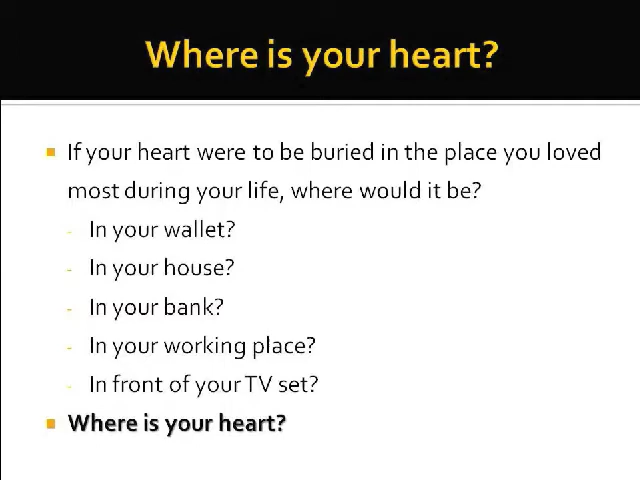 Where is your heart?
If your heart were to be buried in the place you loved
most during your life, where would it be?
- In your wallet?
- In your house?
- In your bank?
- In your working place?
- In front of your TV set?
Where is your heart?